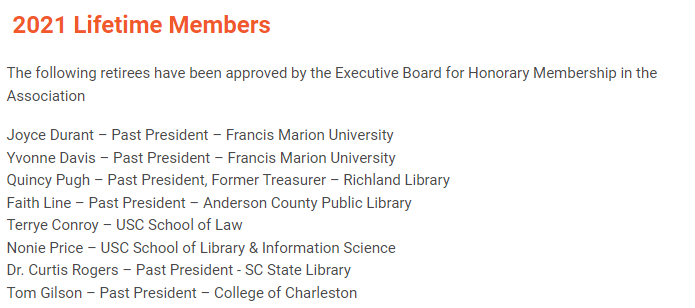 2021 Lifetime Members
The following retirees have been approved by the Executive Board for Honorary Membership in the
Association
Joyce Durant – Past President – Francis Marion University
Yvonne Davis – Past President – Francis Marion University
Quincy Pugh – Past President, Former Treasurer – Richland Library
Faith Line – Past President – Anderson County Public Library
Terrye Conroy – USC School of Law
Nonie Price – USC School of Library & Information Science
Dr. Curtis Rogers – Past President - SC State Library
Tom Gilson – Past President – College of Charleston